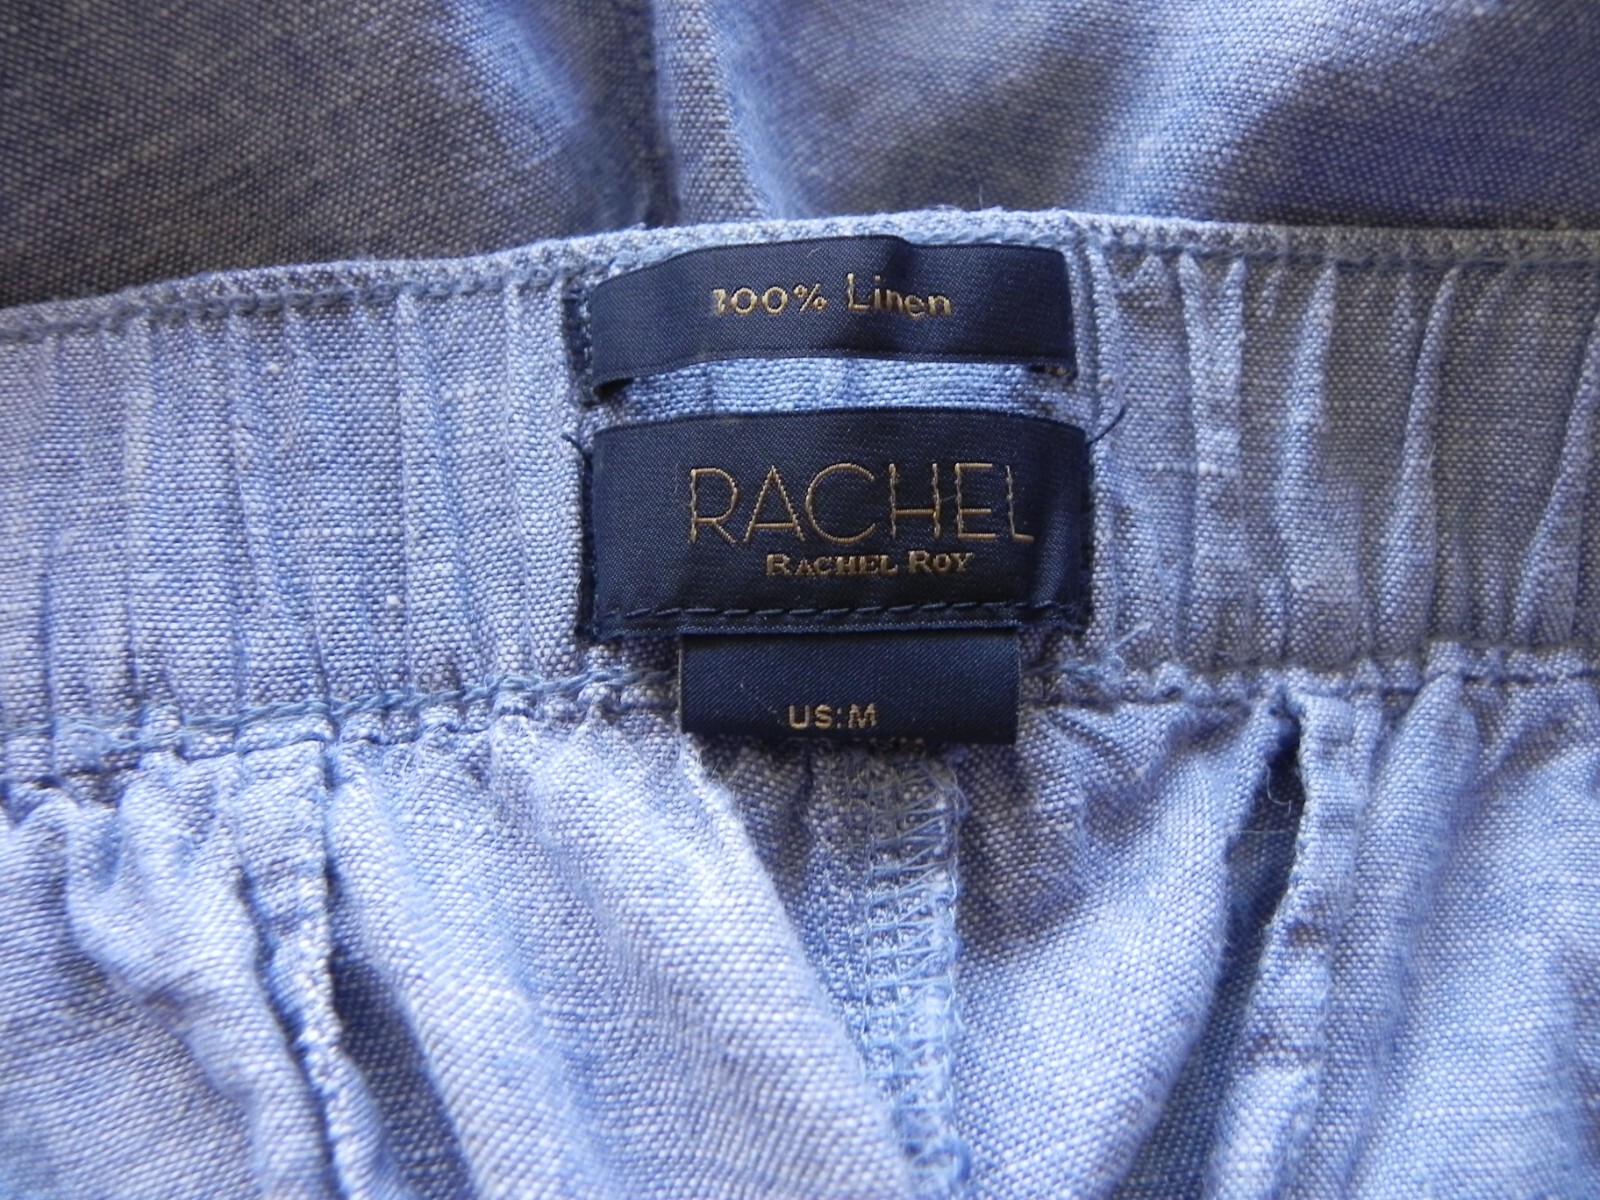 100% Linen
RACHEL
RACHEL ROY
US:M